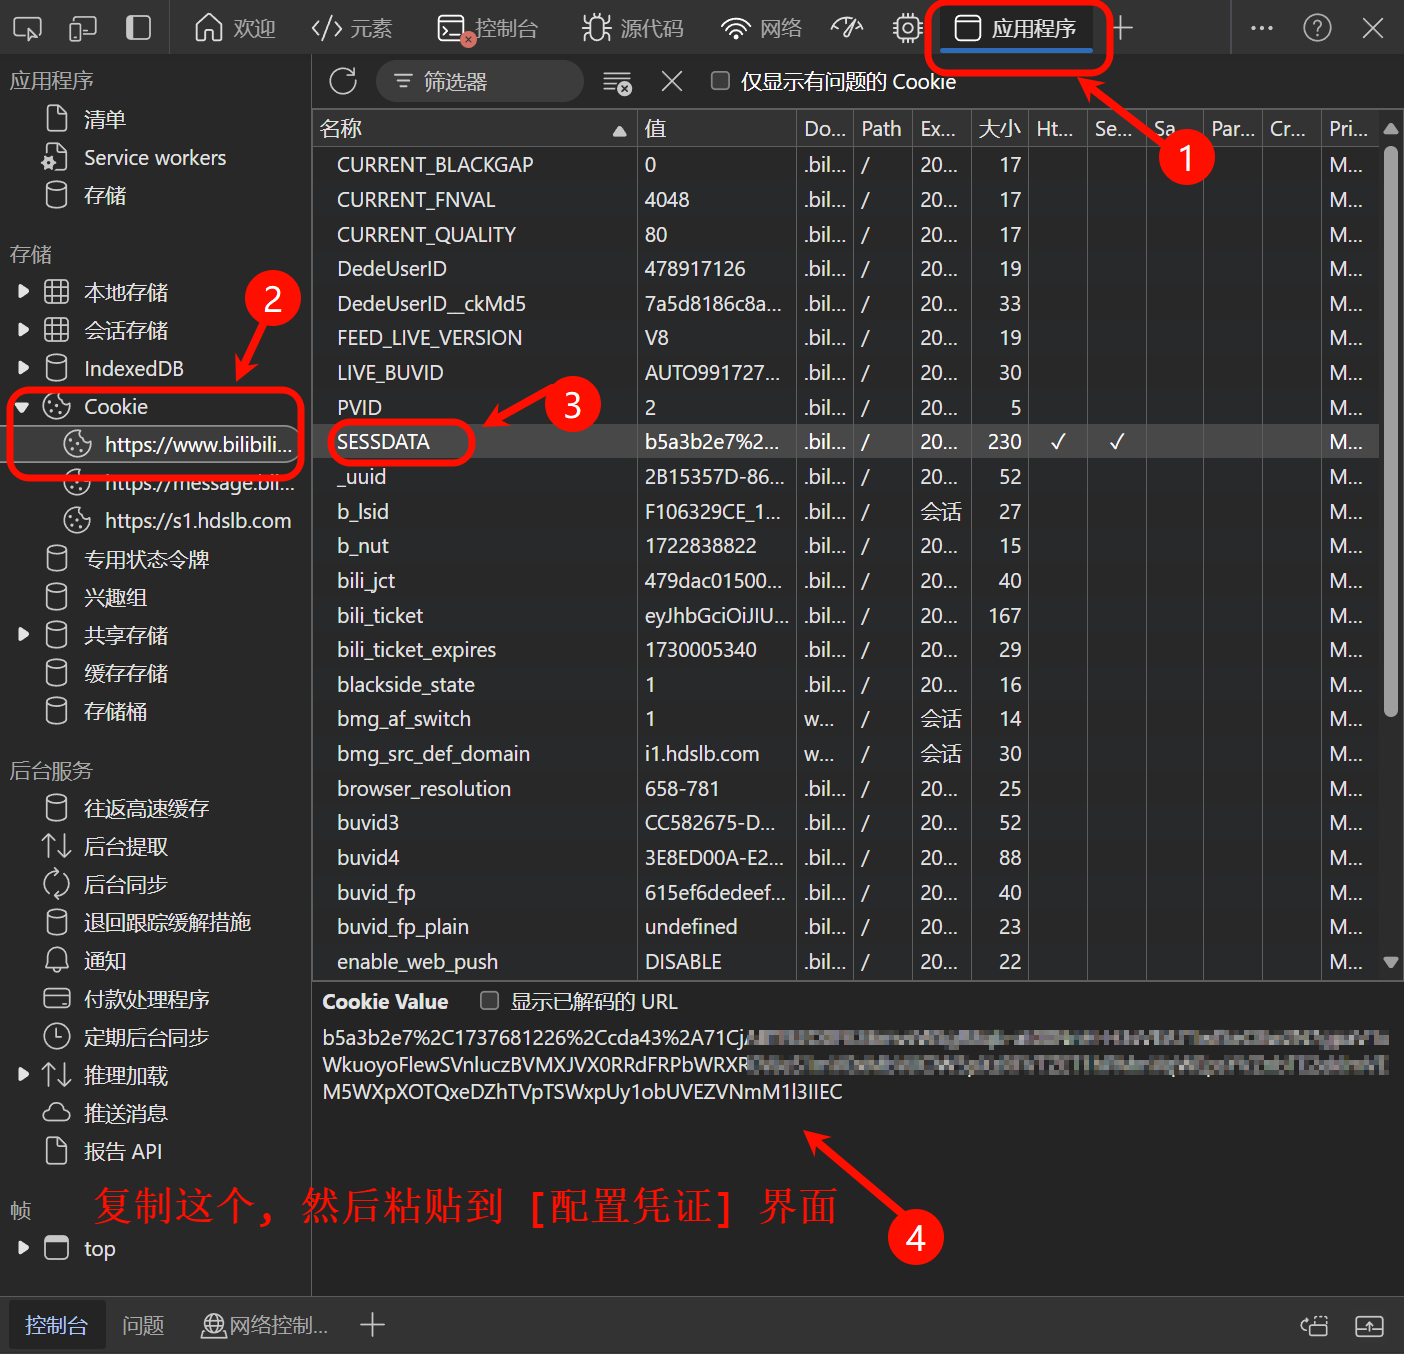 欢迎 元素 控制台 源代码 网络 应用程序
应用程序
清单
Service workers
存储
存储
本地存储
会话存储
IndexedDB
Cookie
https://www.bilibili...
https://message.bil...
https://s1.hdslb.com
专用状态令牌
兴趣组
共享存储
缓存存储
存储桶
后台服务
往返高速缓存
后台提取
后台同步
退回跟踪缓解措施
通知
付款处理程序
定期后台同步
推理加载
推送消息
报告 API
帧
top
筛选器 仅显示有问题的 Cookie
名称 值 Do... Path Ex... 大小 Ht... Se... Sa... Par... Cr... Pri...
CURRENT_BLACKGAP 0 .bil... / 20... 17 M...
CURRENT_FNVAL 4048 .bil... / 20... 17 M...
CURRENT_QUALITY 80 .bil... / 20... 17 M...
DedeUserID 478917126 .bil... / 20... 19 M...
DedeUserID__ckMd5 7a5d8186c8a... .bil... / 20... 33 M...
FEED_LIVE_VERSION V8 .bil... / 20... 19 M...
LIVE_BUVID AUTO991727... .bil... / 20... 30 M...
PVID 2 .bil... / 20... 5 M...
SESSDATA b5a3b2e7%2... .bil... / 20... 230 ✓ ✓ M...
_uuid 2B15357D-86... .bil... / 20... 52 M...
b_lsid F106329CE_1... .bil... / 会话 27 M...
b_nut 1722838822 .bil... / 20... 15 M...
bili_jct 479dac01500... .bil... / 20... 40 M...
bili_ticket eyJhbGciOiJIU... .bil... / 20... 167 M...
bili_ticket_expires 1730005340 .bil... / 20... 29 M...
blackside_state 1 .bil... / 20... 16 M...
bmg_af_switch 1 w... / 会话 14 M...
bmg_src_def_domain i1.hdslb.com w... / 会话 30 M...
browser_resolution 658-781 .bil... / 20... 25 M...
buvid3 CC582675-D... .bil... / 20... 52 M...
buvid4 3E8ED00A-E2... .bil... / 20... 88 M...
buvid_fp 615ef6dedeef... .bil... / 20... 40 M...
buvid_fp_plain undefined .bil... / 20... 23 M...
enable_web_push DISABLE .bil... / 20... 22 M...
Cookie Value 显示已解码的 URL
b5a3b2e7%2C1737681226%2Ccda43%2A71Cj
WkuoyoFlewSVnluczBVMXJVX0RRdFRPbWRXR
M5WXpXOTQxeDZhTVpTSWxpUy1obUVEZVNmM1l3IIEC
1
2
3
4
复制这个，然后粘贴到 [配置凭证] 界面
控制台 问题 网络控制...